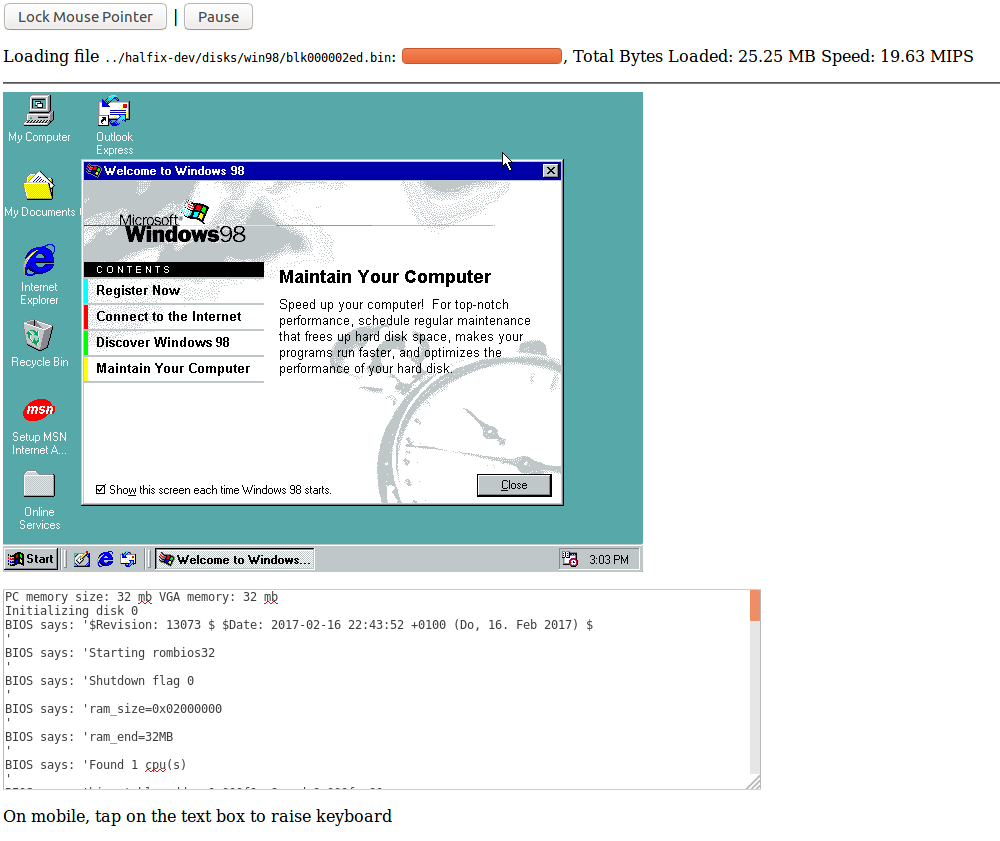 Lock Mouse Pointer | Pause
Loading file ../halfix-dev/disks/win98/blk000002ed.bin: , Total Bytes Loaded: 25.25 MB Speed: 19.63 MIPS
My Computer
Outlook
Express
My Documents
Internet
Explorer
Recycle Bin
msn
Setup MSN
Internet A...
Online
Services
Welcome to Windows 98
Microsoft
Windows98
CONTENTS
Register Now
Connect to the Internet
Discover Windows 98
Maintain Your Computer
Maintain Your Computer
Speed up your computer! For top-notch
performance, schedule regular maintenance
that frees up hard disk space, makes your
programs run faster, and optimizes the
performance of your hard disk.
Show this screen each time Windows 98 starts.
Close
Start
Welcome to Windows...
3:03 PM
PC memory size: 32 mb VGA memory: 32 mb
Initializing disk 0
BIOS says: '$Revision: 13073 $ $Date: 2017-02-16 22:43:52 +0100 (Do, 16. Feb 2017) $
'
BIOS says: 'Starting rombios32
'
BIOS says: 'Shutdown flag 0
'
BIOS says: 'ram_size=0x02000000
'
BIOS says: 'ram_end=32MB
'
BIOS says: 'Found 1 cpu(s)
'
On mobile, tap on the text box to raise keyboard